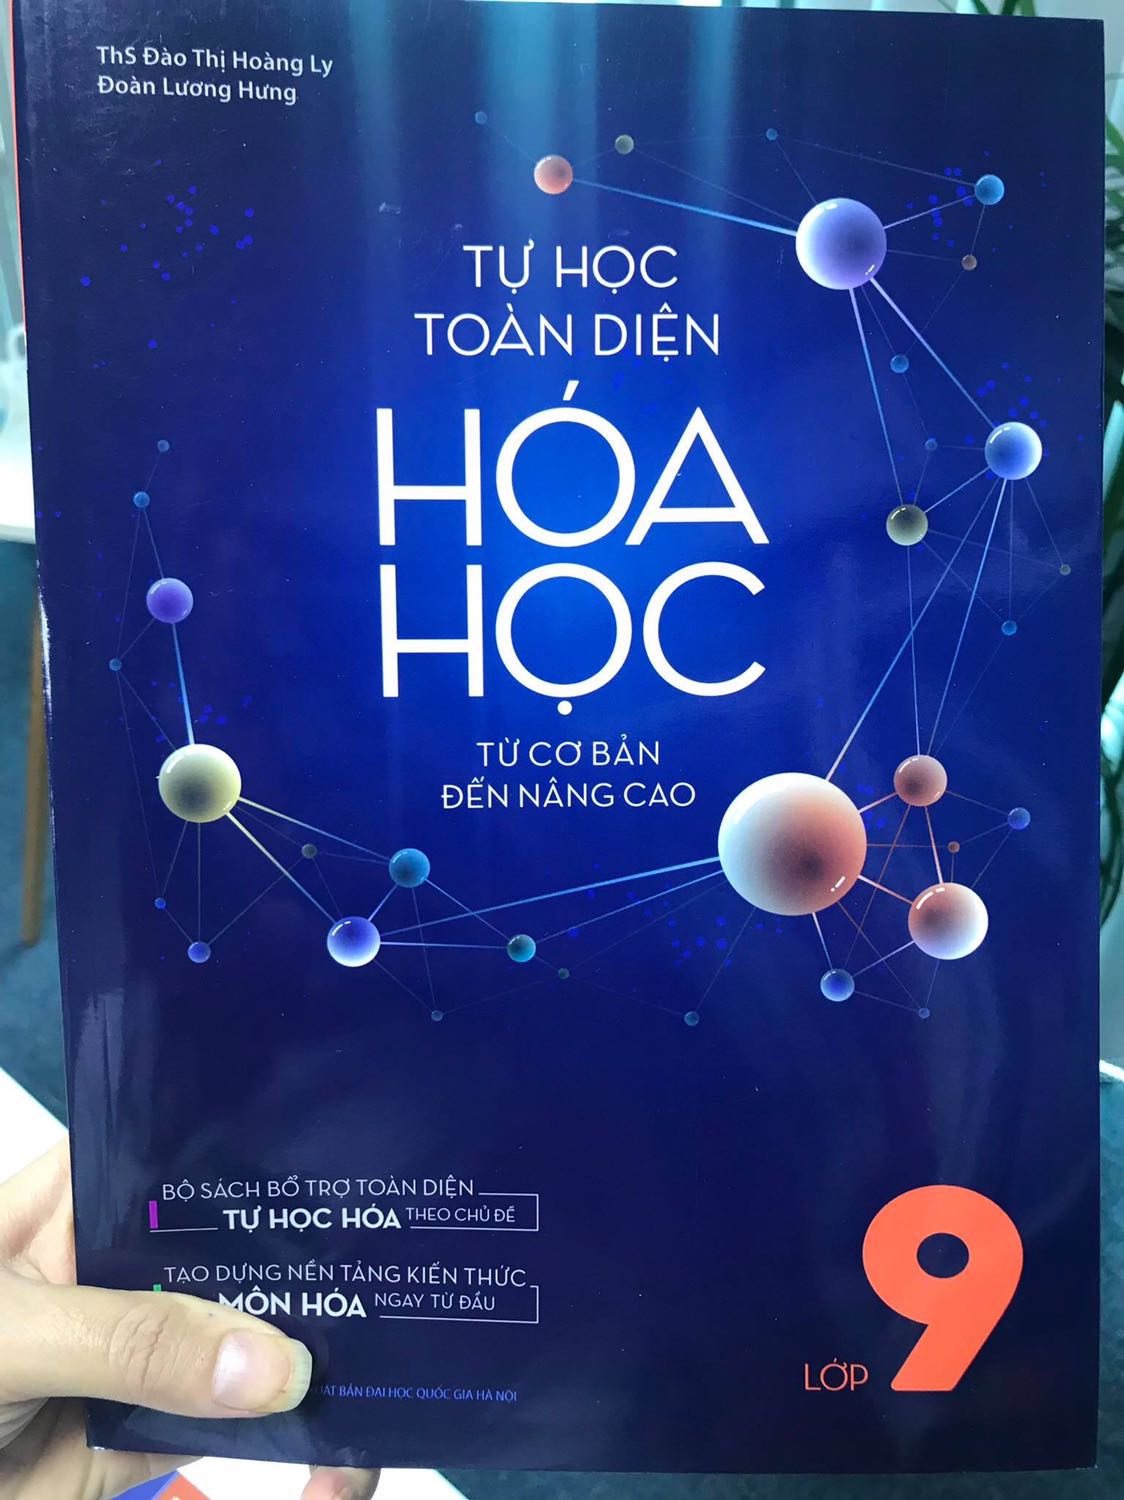 ThS Đào Thị Hoàng Ly
Đoàn Lương Hưng
TỰ HỌC
TOÀN DIỆN
HÓA
HỌC
TỪ CƠ BẢN
ĐẾN NÂNG CAO
BỘ SÁCH BỔ TRỢ TOÀN DIỆN
TỰ HỌC HÓA THEO CHỦ ĐỀ
TẠO DỰNG NỀN TẢNG KIẾN THỨC
MÔN HÓA NGAY TỪ ĐẦU
BẢN ĐẠI HỌC QUỐC GIA HÀ NỘI
LỚP 9